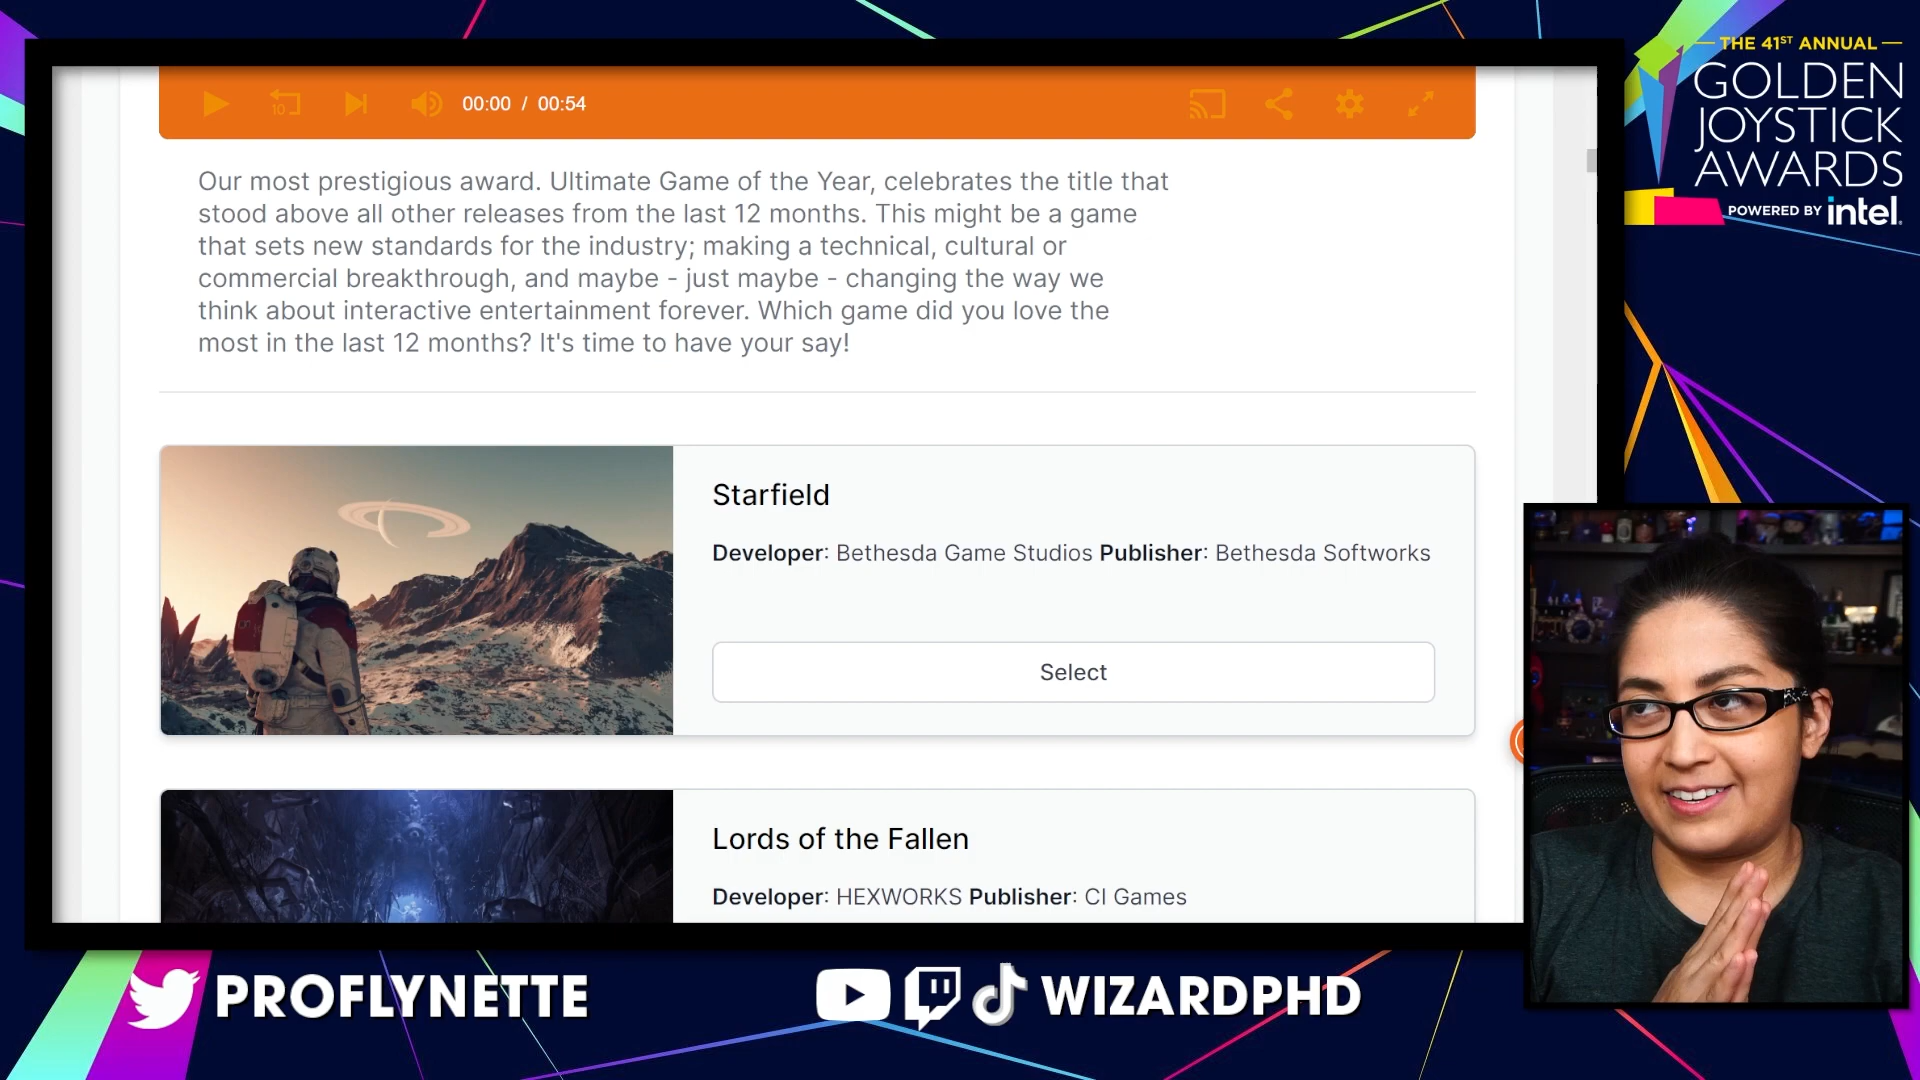 THE 41ST ANNUAL
GOLDEN
JOYSTICK
AWARDS
POWERED BY intel.
10
00:00 / 00:54
Our most prestigious award. Ultimate Game of the Year, celebrates the title that
stood above all other releases from the last 12 months. This might be a game
that sets new standards for the industry; making a technical, cultural or
commercial breakthrough, and maybe - just maybe - changing the way we
think about interactive entertainment forever. Which game did you love the
most in the last 12 months? It's time to have your say!
Starfield
Developer: Bethesda Game Studios Publisher: Bethesda Softworks
Select
Lords of the Fallen
Developer: HEXWORKS Publisher: CI Games
PROFLYNETTE
WIZARDPHD